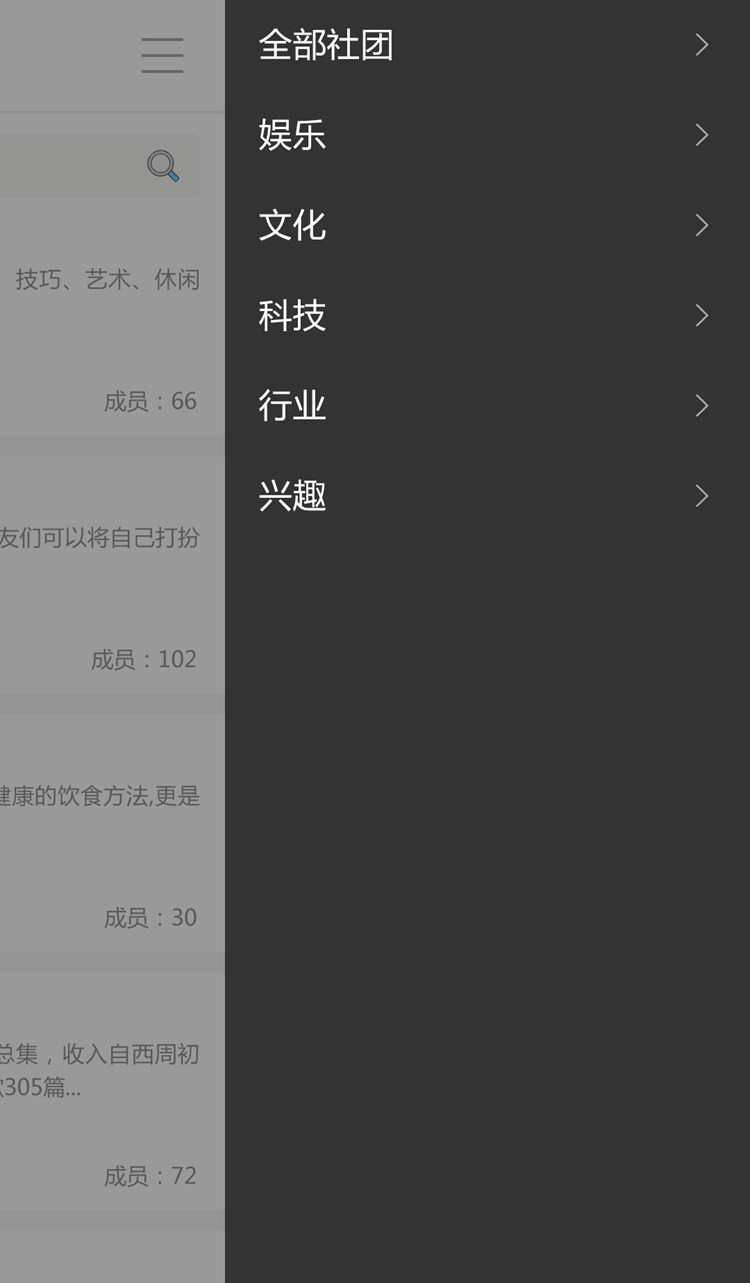 全部社团
娱乐
文化
科技
行业
兴趣
技巧、艺术、休闲
成员：66
友们可以将自己打扮
成员：102
健康的饮食方法,更是
成员：30
总集，收入自西周初
305篇...
成员：72